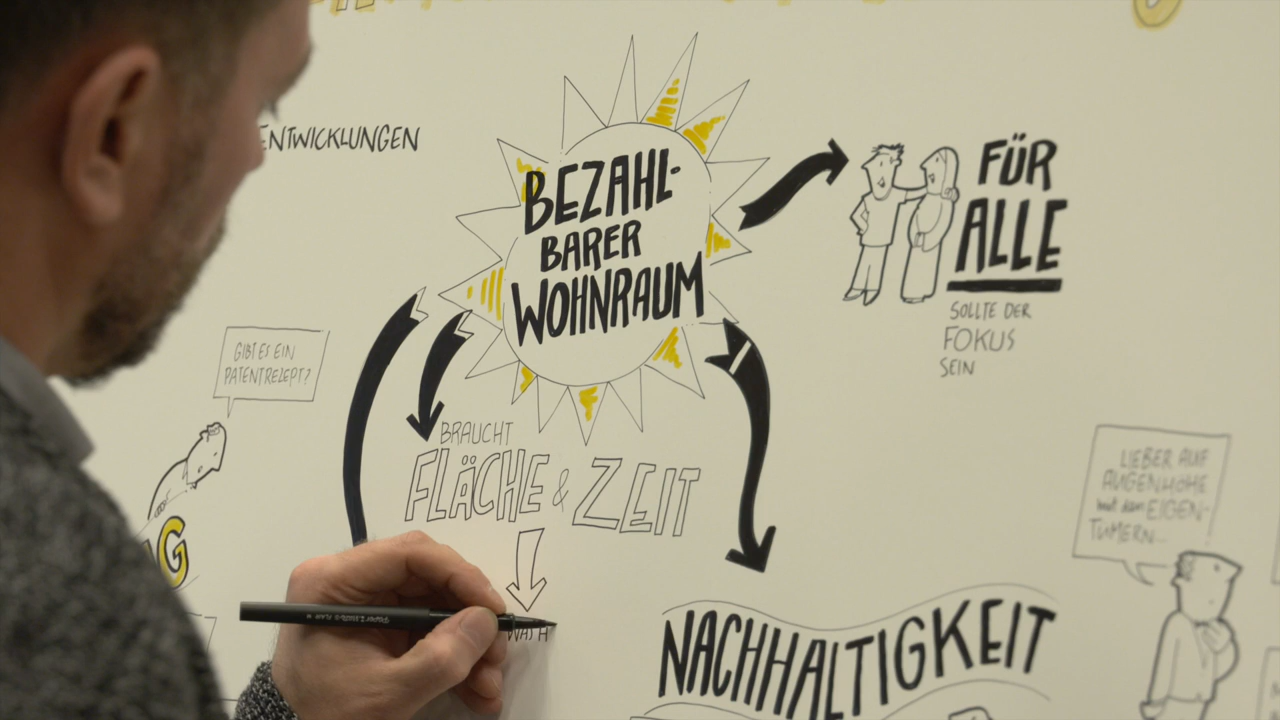 ENTWICKLUNGEN
BEZAHL-
BARER
WOHNRAUM
FÜR
ALLE
SOLLTE DER
FOKUS
SEIN
GIBT ES EIN
PATENTREZEPT?
BRAUCHT
FLÄCHE & ZEIT
WACH
G
LIEBER AUF
AUGENHÖHE
mit den EIGEN-
TÜMERN...
NACHHALTIGKEIT